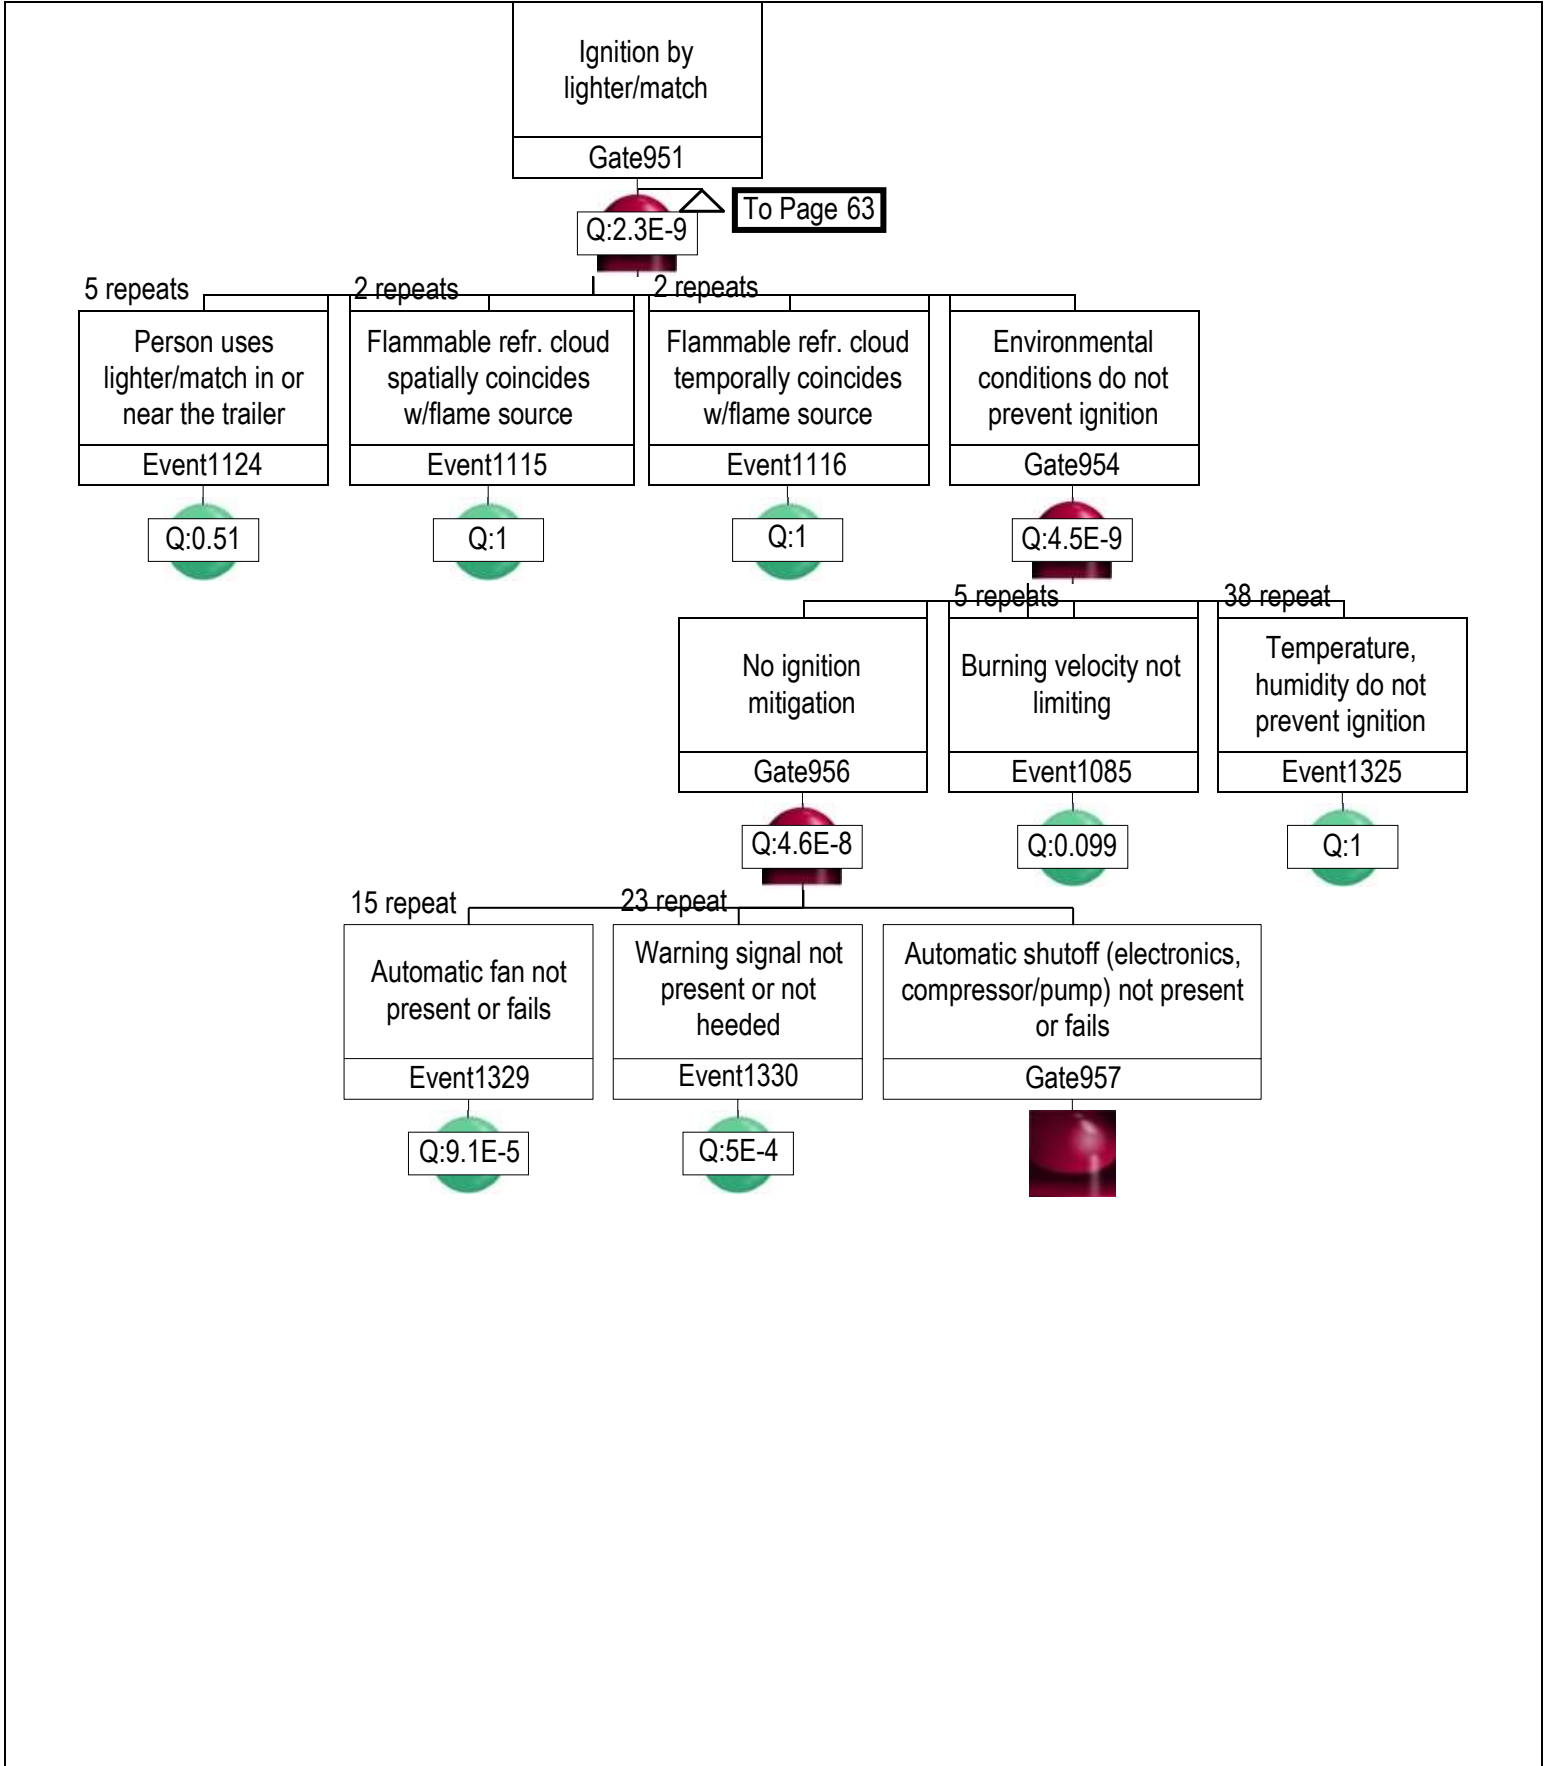 Ignition by
lighter/match
Gate951
To Page 63
Q:2.3E-9
5 repeats
2 repeats
2 repeats
Person uses
lighter/match in or
near the trailer
Event1124
Q:0.51
Flammable refr. cloud
spatially coincides
w/flame source
Event1115
Q:1
Flammable refr. cloud
temporally coincides
w/flame source
Event1116
Q:1
Environmental
conditions do not
prevent ignition
Gate954
Q:4.5E-9
5 repeats
38 repeat
No ignition
mitigation
Gate956
Q:4.6E-8
Burning velocity not
limiting
Event1085
Q:0.099
Temperature,
humidity do not
prevent ignition
Event1325
Q:1
15 repeat
23 repeat
Automatic fan not
present or fails
Event1329
Q:9.1E-5
Warning signal not
present or not
heeded
Event1330
Q:5E-4
Automatic shutoff (electronics,
compressor/pump) not present
or fails
Gate957